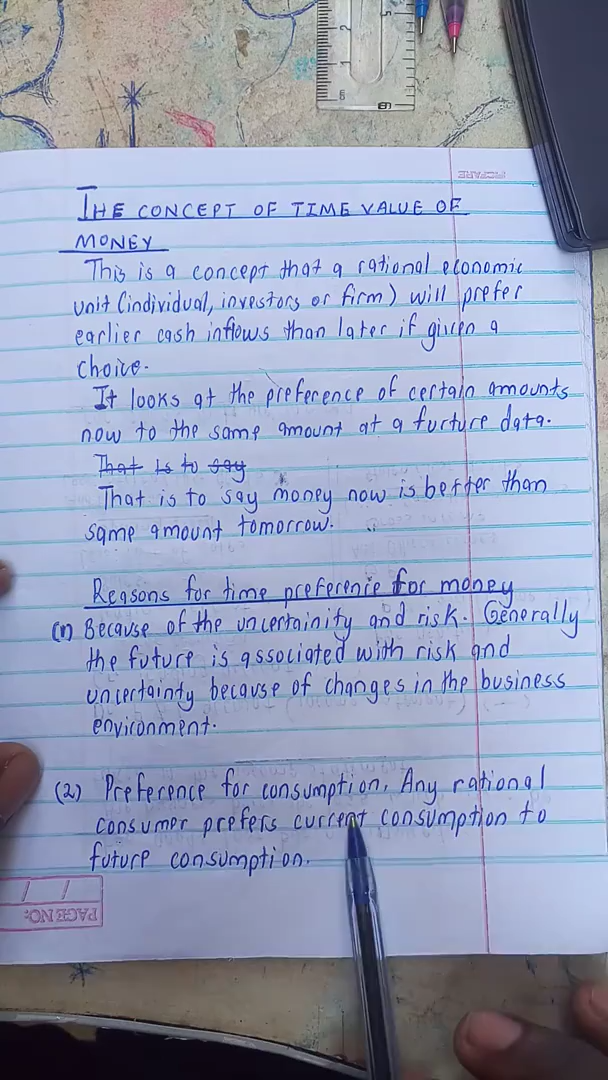 PICFARE
THE CONCEPT OF TIME VALUE OF
MONEY
This is a concept that a rational economic
unit (individual, investors or firm) will prefer
earlier cash inflows than later if given a
choice.
It looks at the preference of certain amounts
now to the same amount at a furture data.
That is to say
That is to say money now is better than
same amount tomorrow.
Reasons for time preference for money
(1) Because of the uncertainity and risk. Generally
the future is associated with risk and
uncertainty because of changes in the business
environment.
(2) Preference for consumption. Any rational
consumer prefers current consumption to
future consumption.
PAGE NO: